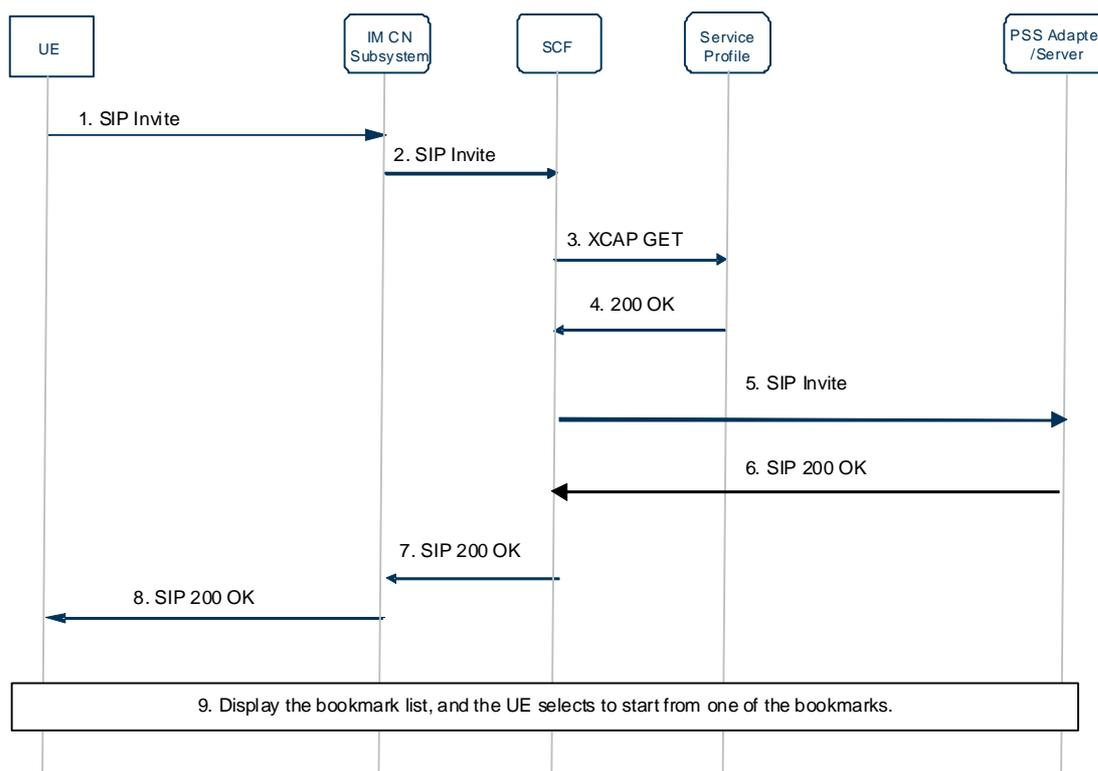 UE
IM CN
Subsystem
SCF
Service
Profile
PSS Adapte
/Server
1. SIP Invite
2. SIP Invite
3. XCAP GET
4. 200 OK
5. SIP Invite
6. SIP 200 OK
7. SIP 200 OK
8. SIP 200 OK
9. Display the bookmark list, and the UE selects to start from one of the bookmarks.